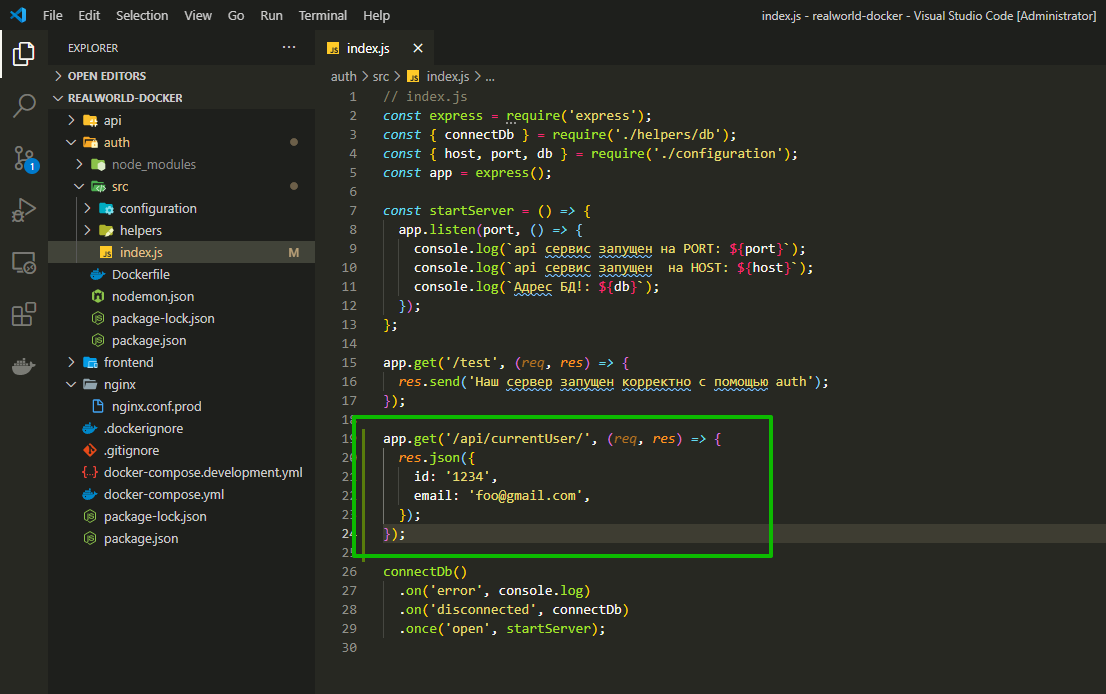 File Edit Selection View Go Run Terminal Help
index.js - realworld-docker - Visual Studio Code [Administrator]
EXPLORER
OPEN EDITORS
REALWORLD-DOCKER
api
auth
node_modules
src
configuration
helpers
JS index.js M
Dockerfile
nodemon.json
package-lock.json
package.json
frontend
nginx
nginx.conf.prod
.dockerignore
.gitignore
docker-compose.development.yml
docker-compose.yml
package-lock.json
package.json
1
JS index.js
auth > src > JS index.js > ...
1 // index.js
2 const express = require('express');
3 const { connectDb } = require('./helpers/db');
4 const { host, port, db } = require('./configuration');
5 const app = express();
6
7 const startServer = () => {
8 app.listen(port, () => {
9 console.log(`api сервис запущен на PORT: ${port}`);
10 console.log(`api сервис запущен  на HOST: ${host}`);
11 console.log(`Адрес БД!: ${db}`);
12 });
13 };
14
15 app.get('/test', (req, res) => {
16 res.send('Наш сервер запущен корректно с помощью auth');
17 });
18
19 app.get('/api/currentUser/', (req, res) => {
20 res.json({
21 id: '1234',
22 email: 'foo@gmail.com',
23 });
24 });
25
26 connectDb()
27 .on('error', console.log)
28 .on('disconnected', connectDb)
29 .once('open', startServer);
30